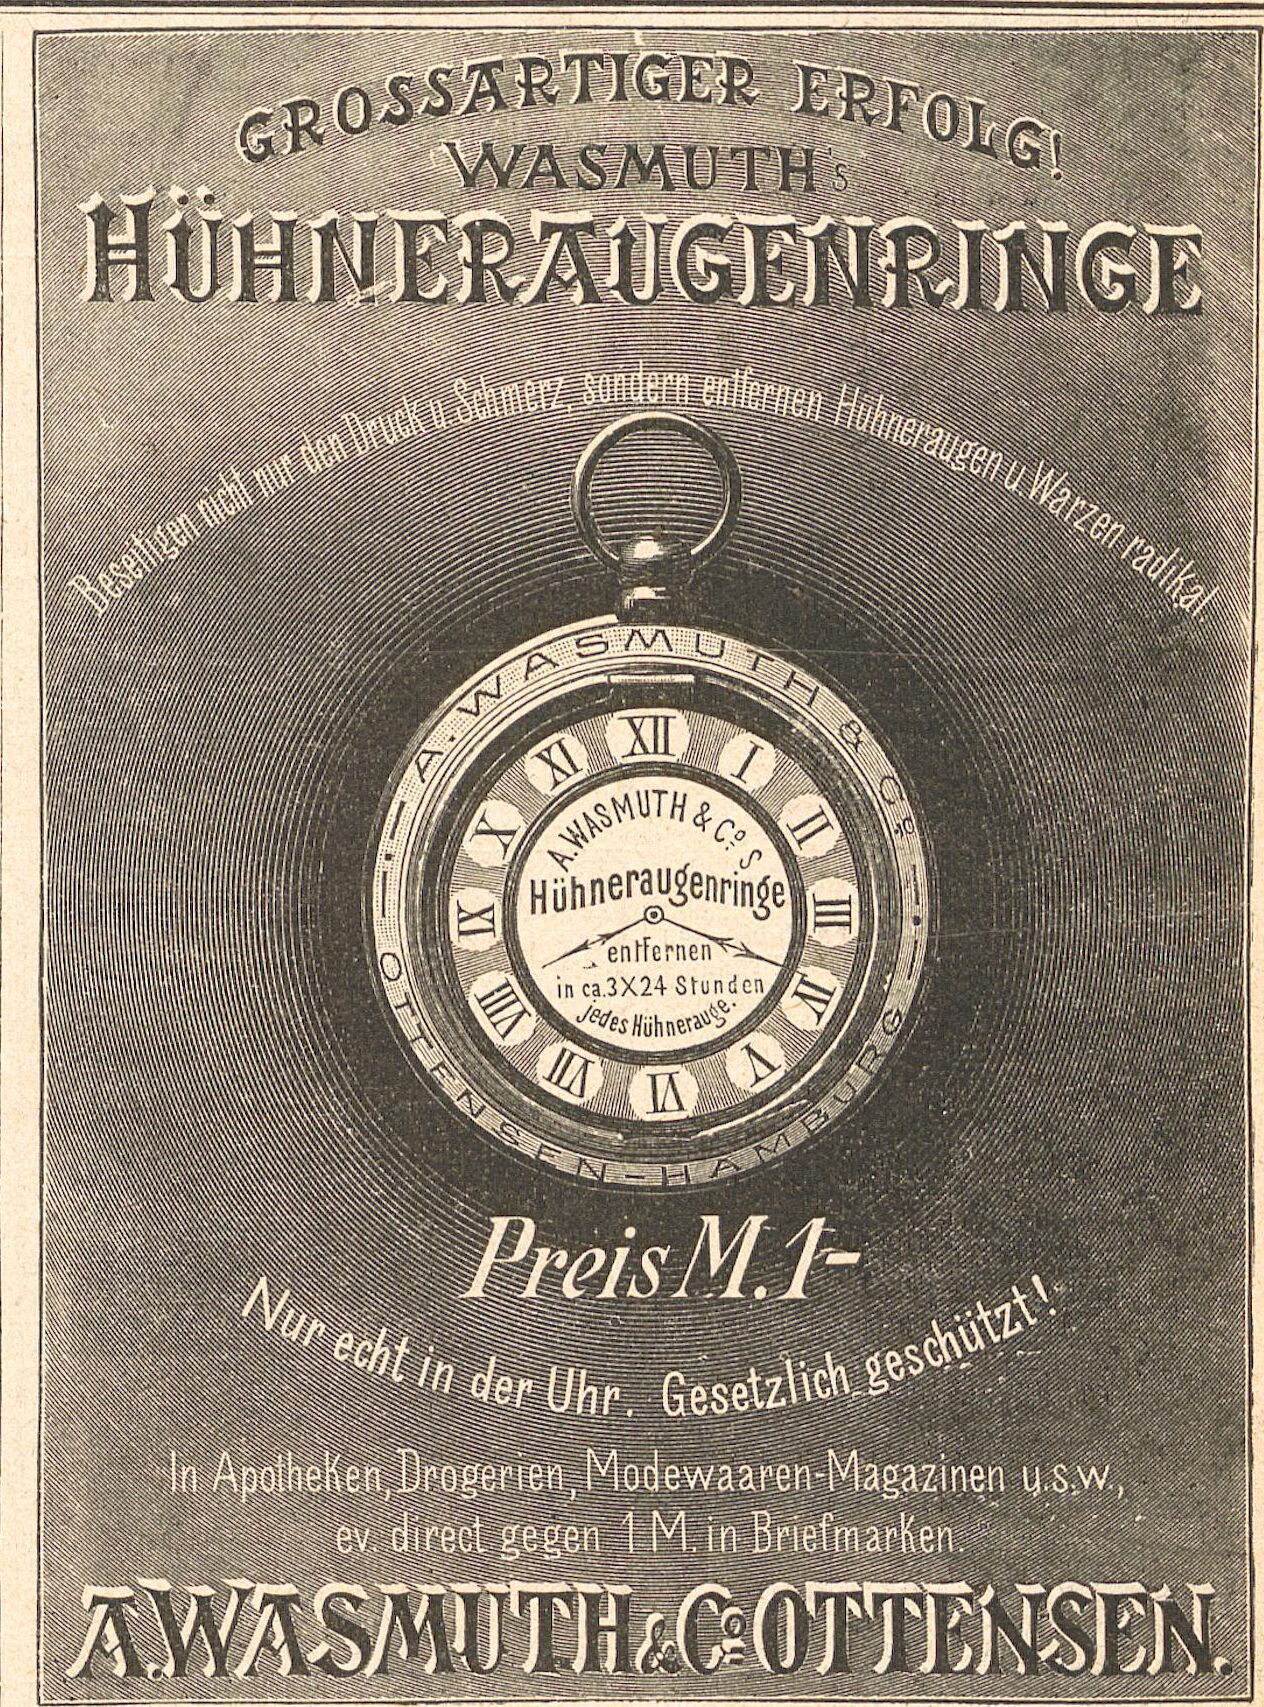 GROSSARTIGER ERFOLG!
WASMUTH's
HÜHNERAUGENRINGE
Beseitigen nicht nur den Druck u. Schmerz, sondern entfernen Hühneraugen u. Warzen radikal.
A. WASMUTH & Co.
XII
I
II
III
IV
V
VI
VII
VIII
IX
X
XI
A. WASMUTH & Co. S
Hühneraugenringe
entfernen
in ca. 3X24 Stunden
jedes Hühnerauge.
OTTENSEN-HAMBURG
Preis M. 1-
Nur echt in der Uhr. Gesetzlich geschützt!
In Apotheken, Drogerien, Modewaaren-Magazinen u.s.w.,
ev. direct gegen 1 M. in Briefmarken.
A. WASMUTH & Co OTTENSEN.